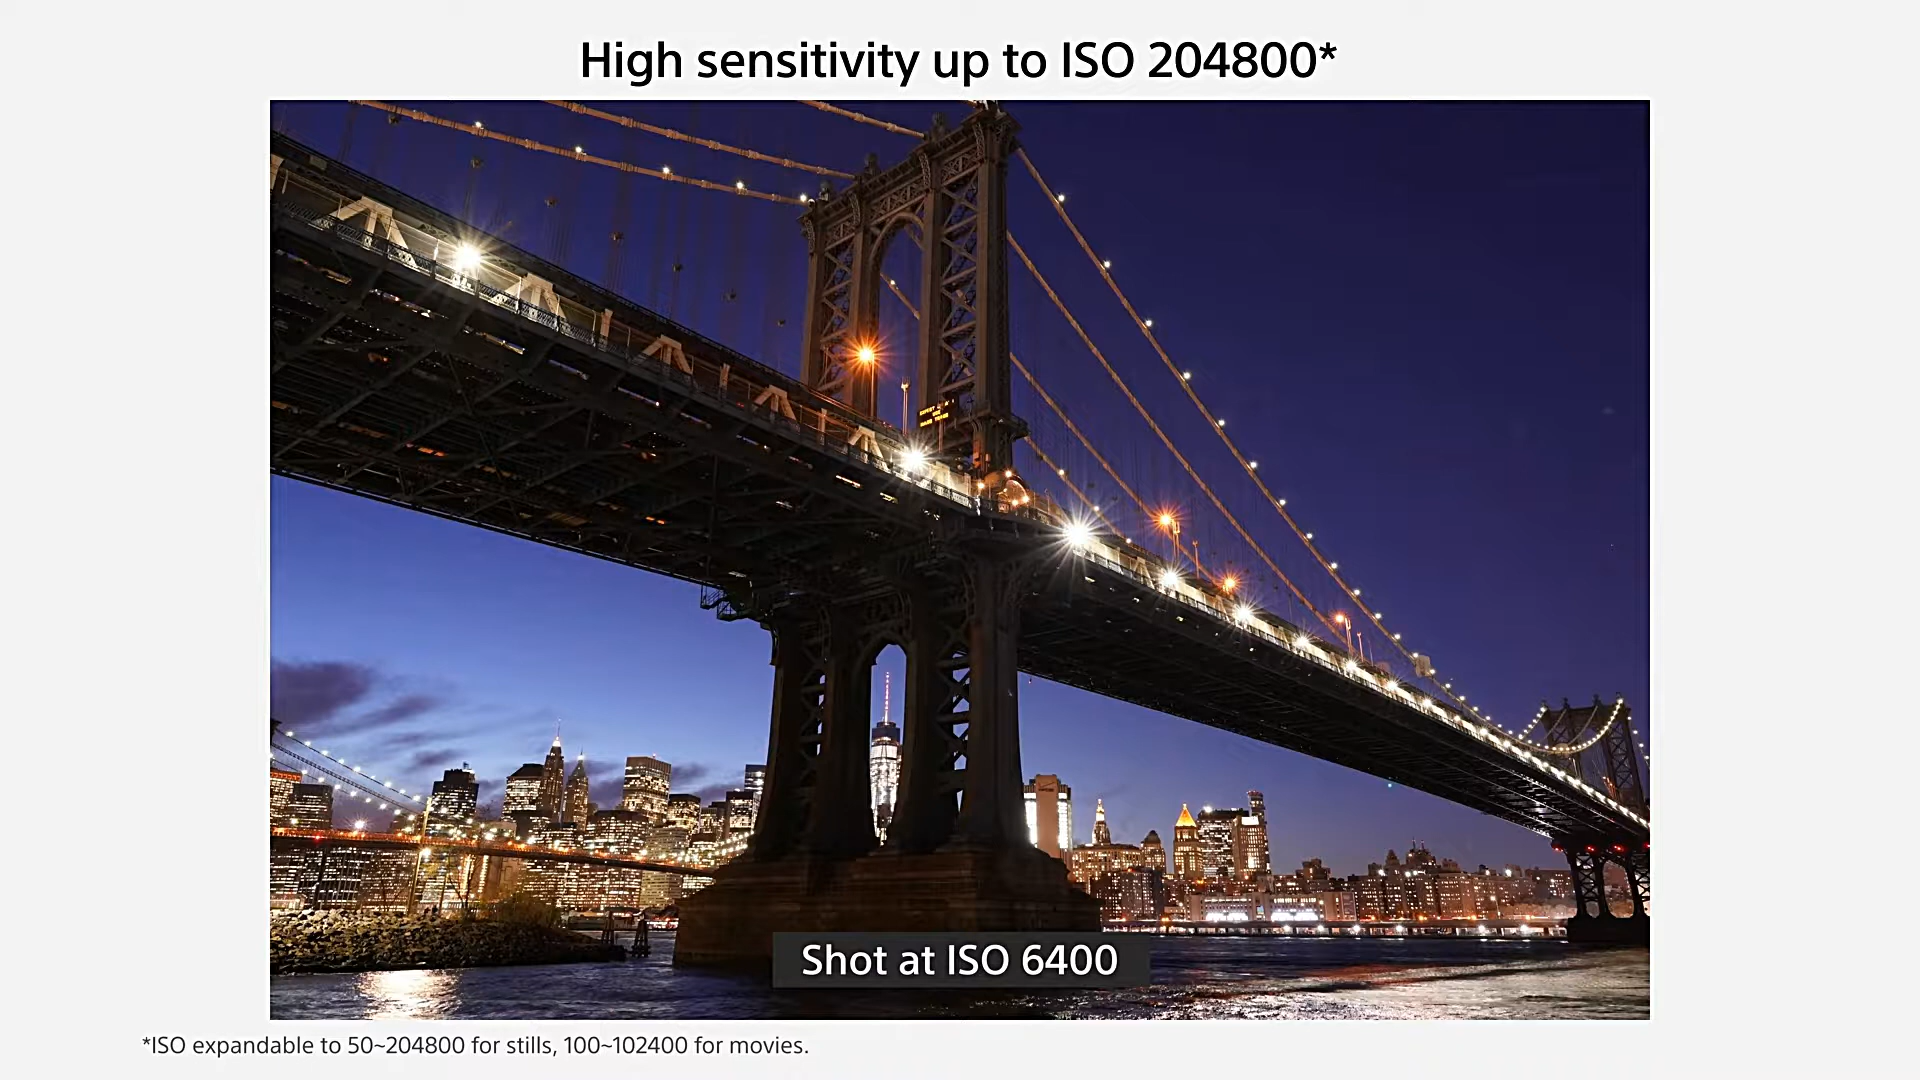 High sensitivity up to ISO 204800*
Shot at ISO 6400
*ISO expandable to 50~204800 for stills, 100~102400 for movies.